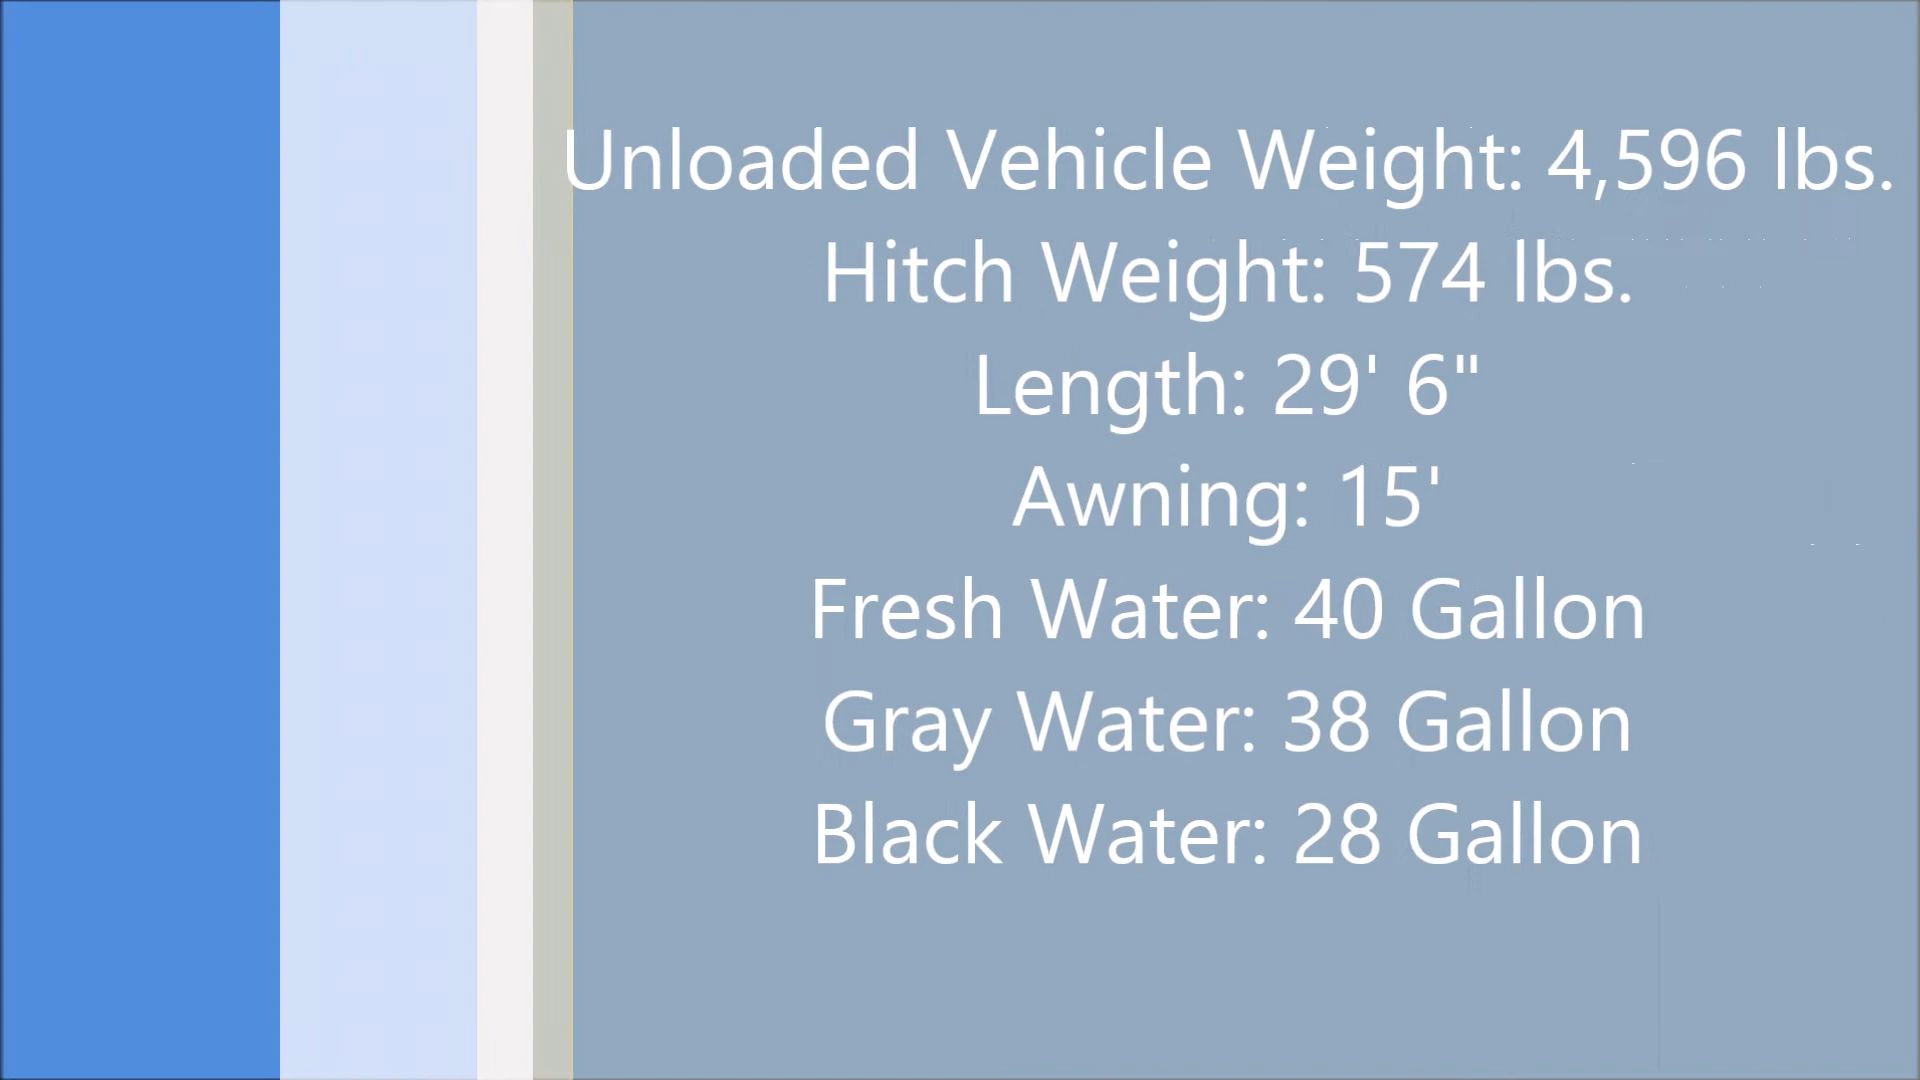 Unloaded Vehicle Weight: 4,596 lbs.
Hitch Weight: 574 lbs.
Length: 29' 6"
Awning: 15'
Fresh Water: 40 Gallon
Gray Water: 38 Gallon
Black Water: 28 Gallon